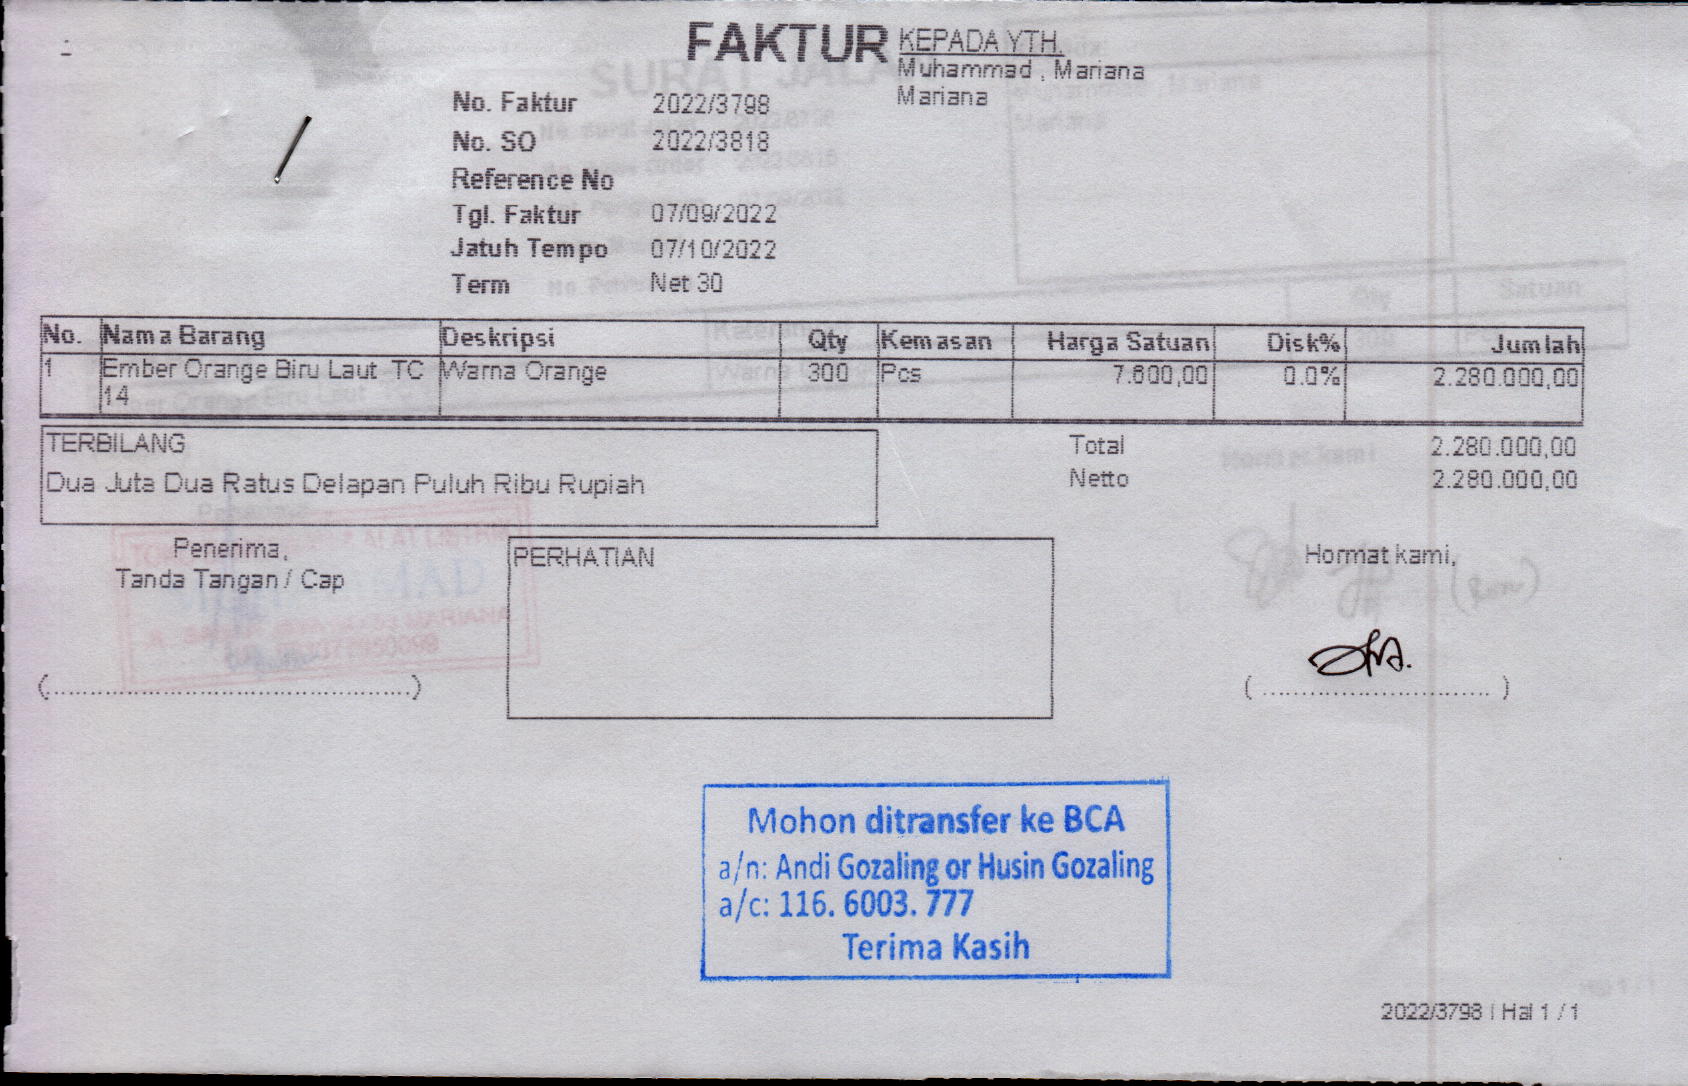 FAKTUR
KEPADA YTH.
Muhammad , Mariana
Mariana
No. Faktur 2022/3798
No. SO 2022/3818
Reference No
Tgl. Faktur 07/09/2022
Jatuh Tempo 07/10/2022
Term Net 30
No. Nama Barang Deskripsi Qty Kemasan Harga Satuan Disk% Jumlah
1 Ember Orange Biru Laut TC Warna Orange 300 Pcs 7.600,00 0.0% 2.280.000,00
14
TERBILANG
Dua Juta Dua Ratus Delapan Puluh Ribu Rupiah
Total 2.280.000,00
Netto 2.280.000,00
Penerima,
Tanda Tangan / Cap
(.............................................)
PERHATIAN
Hormat kami,
( ............................ )
Mohon ditransfer ke BCA
a/n: Andi Gozaling or Husin Gozaling
a/c: 116. 6003. 777
Terima Kasih
2022/3798 | Hal 1 / 1